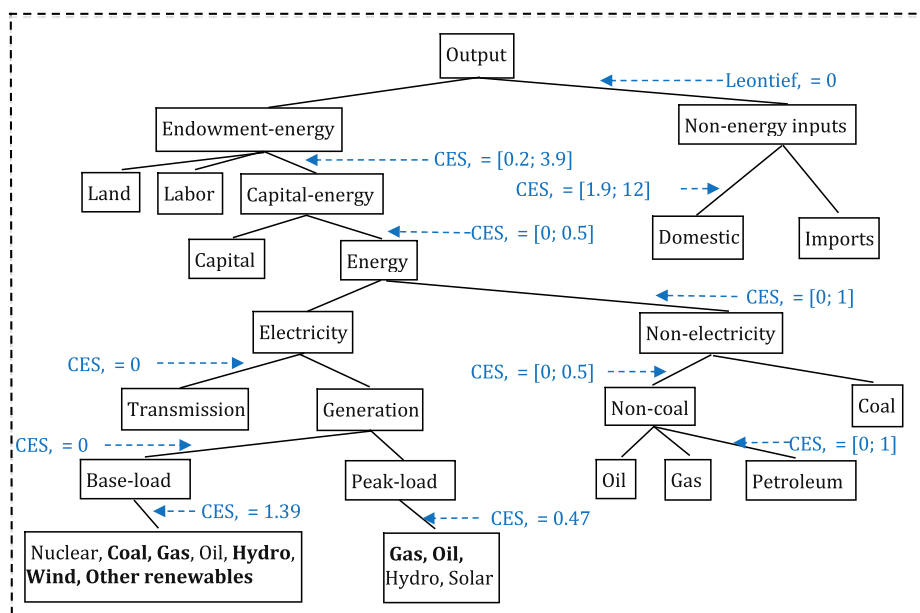 Output
Leontief, = 0
Endowment-energy
Non-energy inputs
CES, = [0.2; 3.9]
Land
Labor
Capital-energy
CES, = [1.9; 12]
CES, = [0; 0.5]
Domestic
Imports
Capital
Energy
CES, = [0; 1]
Electricity
Non-electricity
CES, = 0
CES, = [0; 0.5]
Transmission
Generation
Non-coal
Coal
CES, = 0
CES, = [0; 1]
Base-load
Peak-load
Oil
Gas
Petroleum
CES, = 1.39
CES, = 0.47
Nuclear, Coal, Gas, Oil, Hydro,
Wind, Other renewables
Gas, Oil,
Hydro, Solar